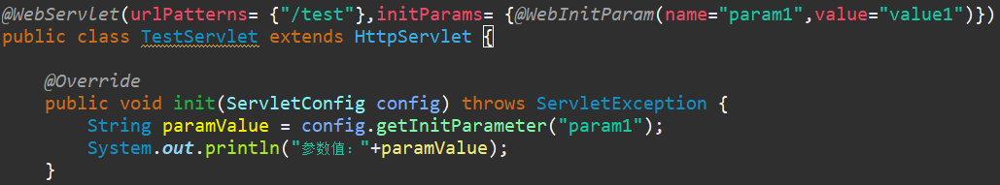 @WebServlet(urlPatterns= {"/test"},initParams= {@WebInitParam(name="param1",value="value1")})
public class TestServlet extends HttpServlet {
@Override
public void init(ServletConfig config) throws ServletException {
String paramValue = config.getInitParameter("param1");
System.out.println("参数值："+paramValue);
}